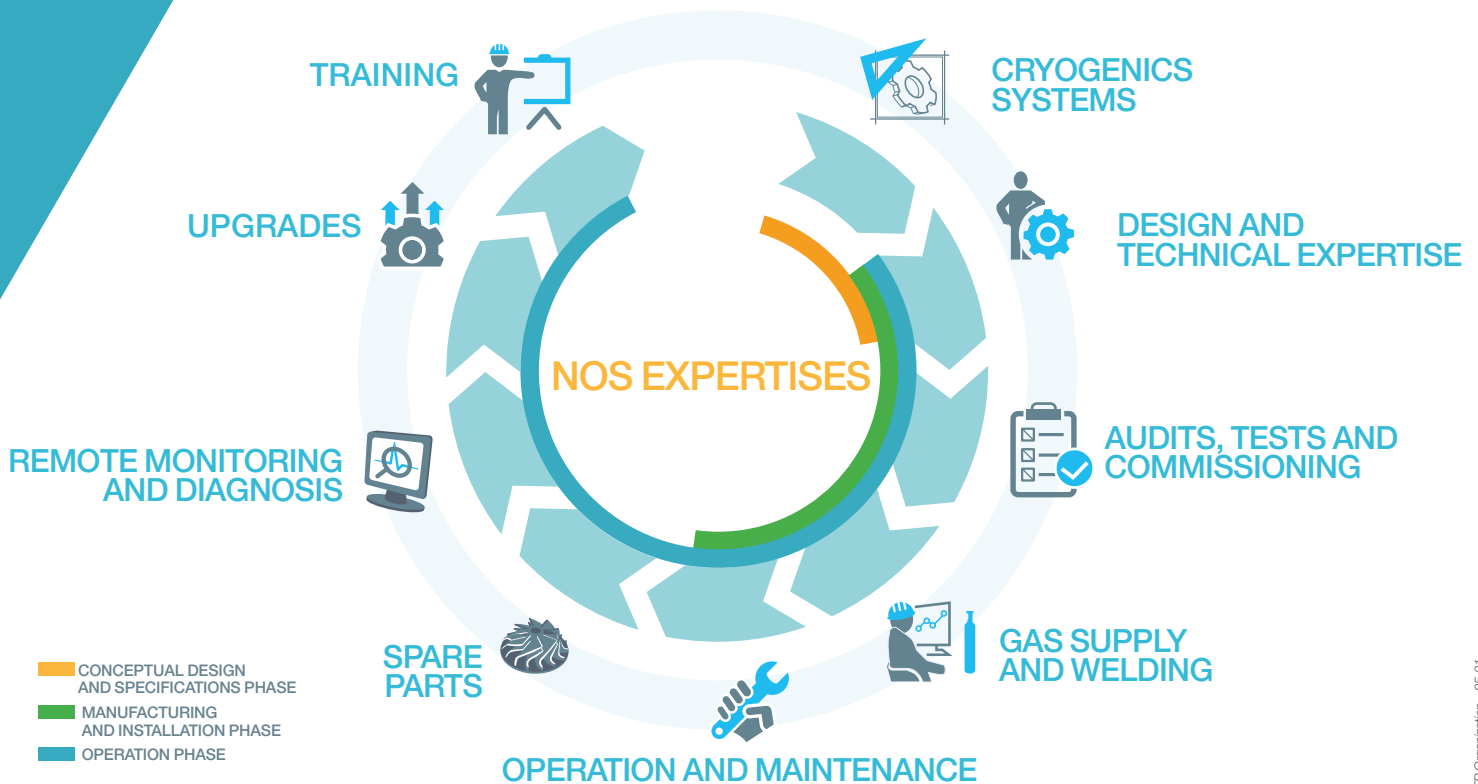 TRAINING
CRYOGENICS
SYSTEMS
UPGRADES
DESIGN AND
TECHNICAL EXPERTISE
NOS EXPERTISES
REMOTE MONITORING
AND DIAGNOSIS
AUDITS, TESTS AND
COMMISSIONING
SPARE
PARTS
GAS SUPPLY
AND WELDING
OPERATION AND MAINTENANCE
CONCEPTUAL DESIGN
AND SPECIFICATIONS PHASE
MANUFACTURING
AND INSTALLATION PHASE
OPERATION PHASE